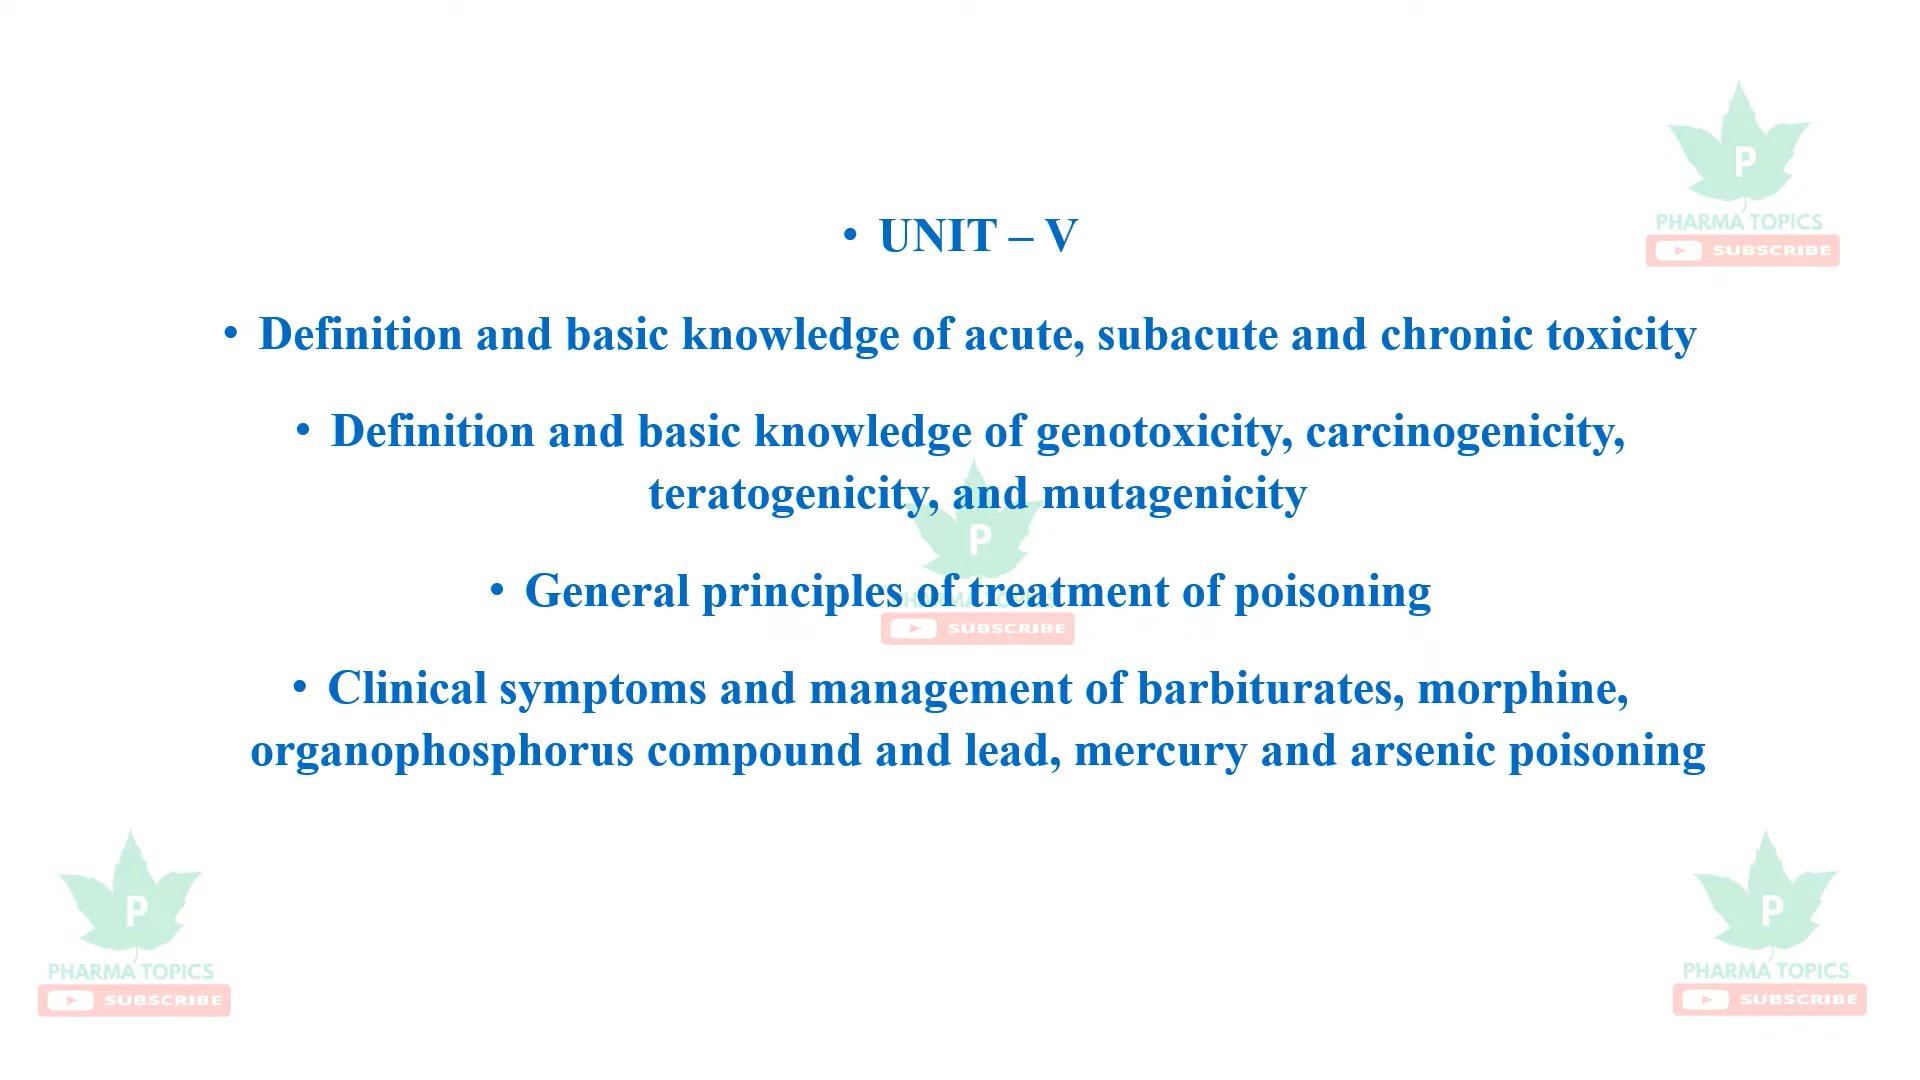 • UNIT – V
• Definition and basic knowledge of acute, subacute and chronic toxicity
• Definition and basic knowledge of genotoxicity, carcinogenicity,
teratogenicity, and mutagenicity
• General principles of treatment of poisoning
• Clinical symptoms and management of barbiturates, morphine,
organophosphorus compound and lead, mercury and arsenic poisoning
P
PHARMA TOPICS
SUBSCRIBE
P
PHARMA TOPICS
SUBSCRIBE
P
PHARMA TOPICS
SUBSCRIBE
P
PHARMA TOPICS
SUBSCRIBE